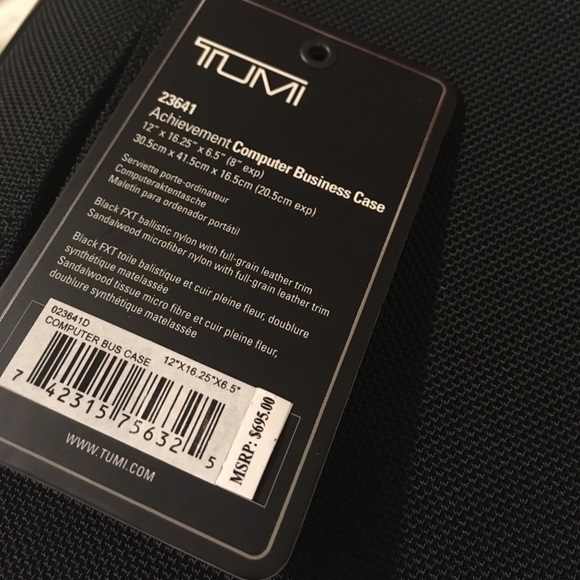 TUMI
23641
Achievement Computer Business Case
12" x 16.25" x 6.5" (8" exp)
30.5cm x 41.5cm x 16.5cm (20.5cm exp)
Serviette porte-ordinateur
Computeraktentasche
Maletin para ordenador portátil
Black FXT ballistic nylon with full-grain leather trim
Sandalwood microfiber nylon with full-grain leather trim
Black FXT toile balistique et cuir pleine fleur, doublure
synthétique matelassée
Sandalwood tissue micro fibre et cuir pleine fleur,
doublure synthétique matelassée
023641D
COMPUTER BUS CASE 12"X16.25"X6.5"
7 42315 75632 5
MSRP: $695.00
WWW.TUMI.COM